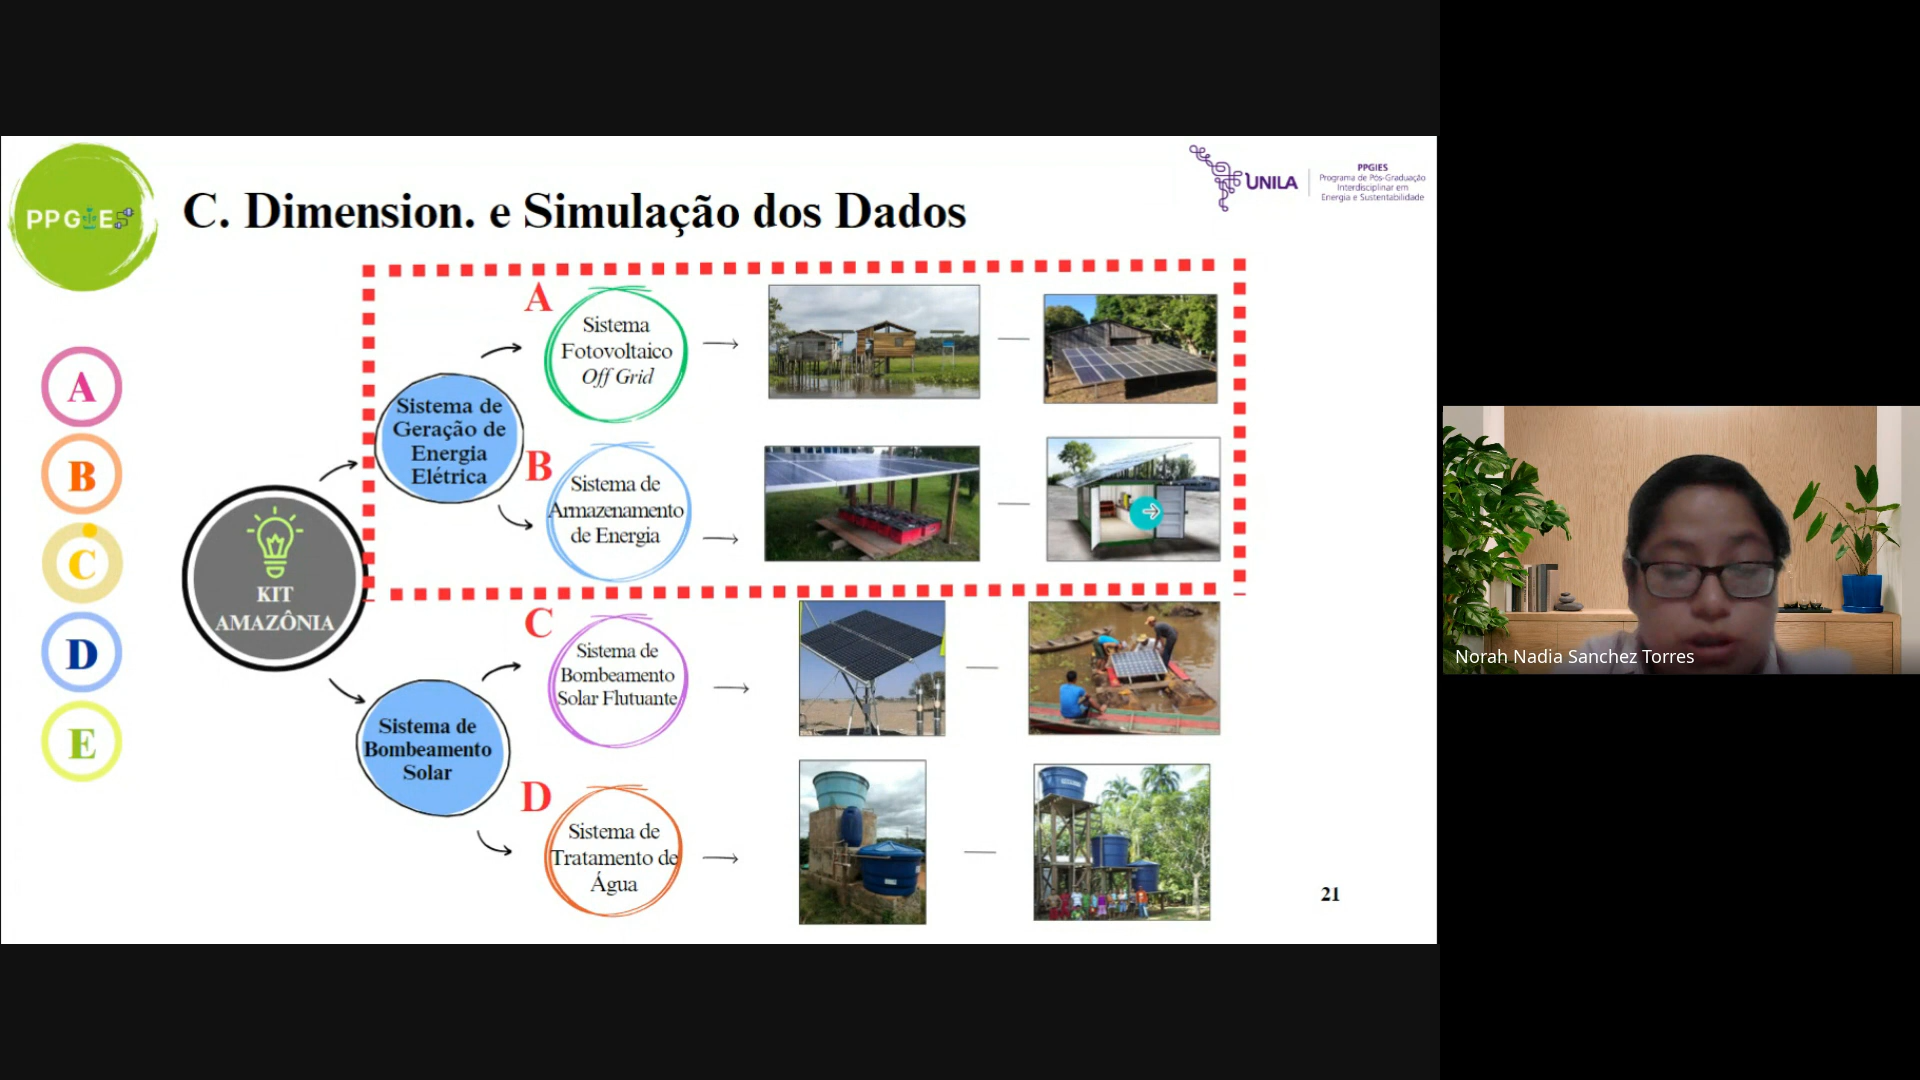 PPGIES
C. Dimension. e Simulação dos Dados
UNILA
PPGIES
Programa de Pós-Graduação
Interdisciplinar em
Energia e Sustentabilidade
A
B
C
D
E
KIT
AMAZÔNIA
Sistema de
Geração de
Energia
Elétrica
A
Sistema
Fotovoltaico
Off Grid
B
Sistema de
Armazenamento
de Energia
Sistema de
Bombeamento
Solar
C
Sistema de
Bombeamento
Solar Flutuante
D
Sistema de
Tratamento de
Água
21
Norah Nadia Sanchez Torres